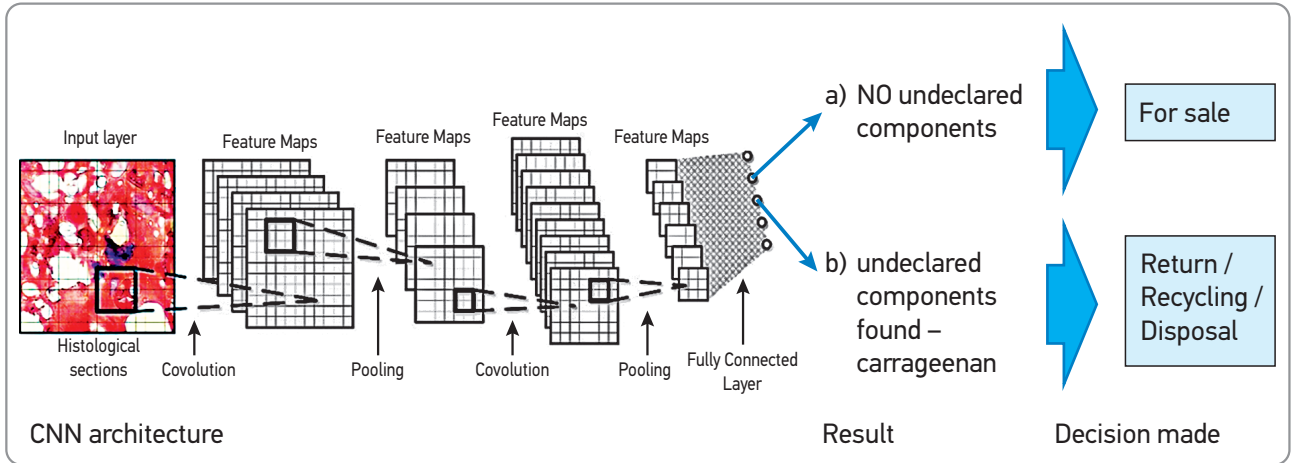 Input layer
Feature Maps
Feature Maps
Feature Maps
Feature Maps
Histological
sections
Covolution
Pooling
Covolution
Pooling
Fully Connected
Layer
a) NO undeclared
components
b) undeclared
components
found –
carrageenan
For sale
Return /
Recycling /
Disposal
CNN architecture
Result
Decision made